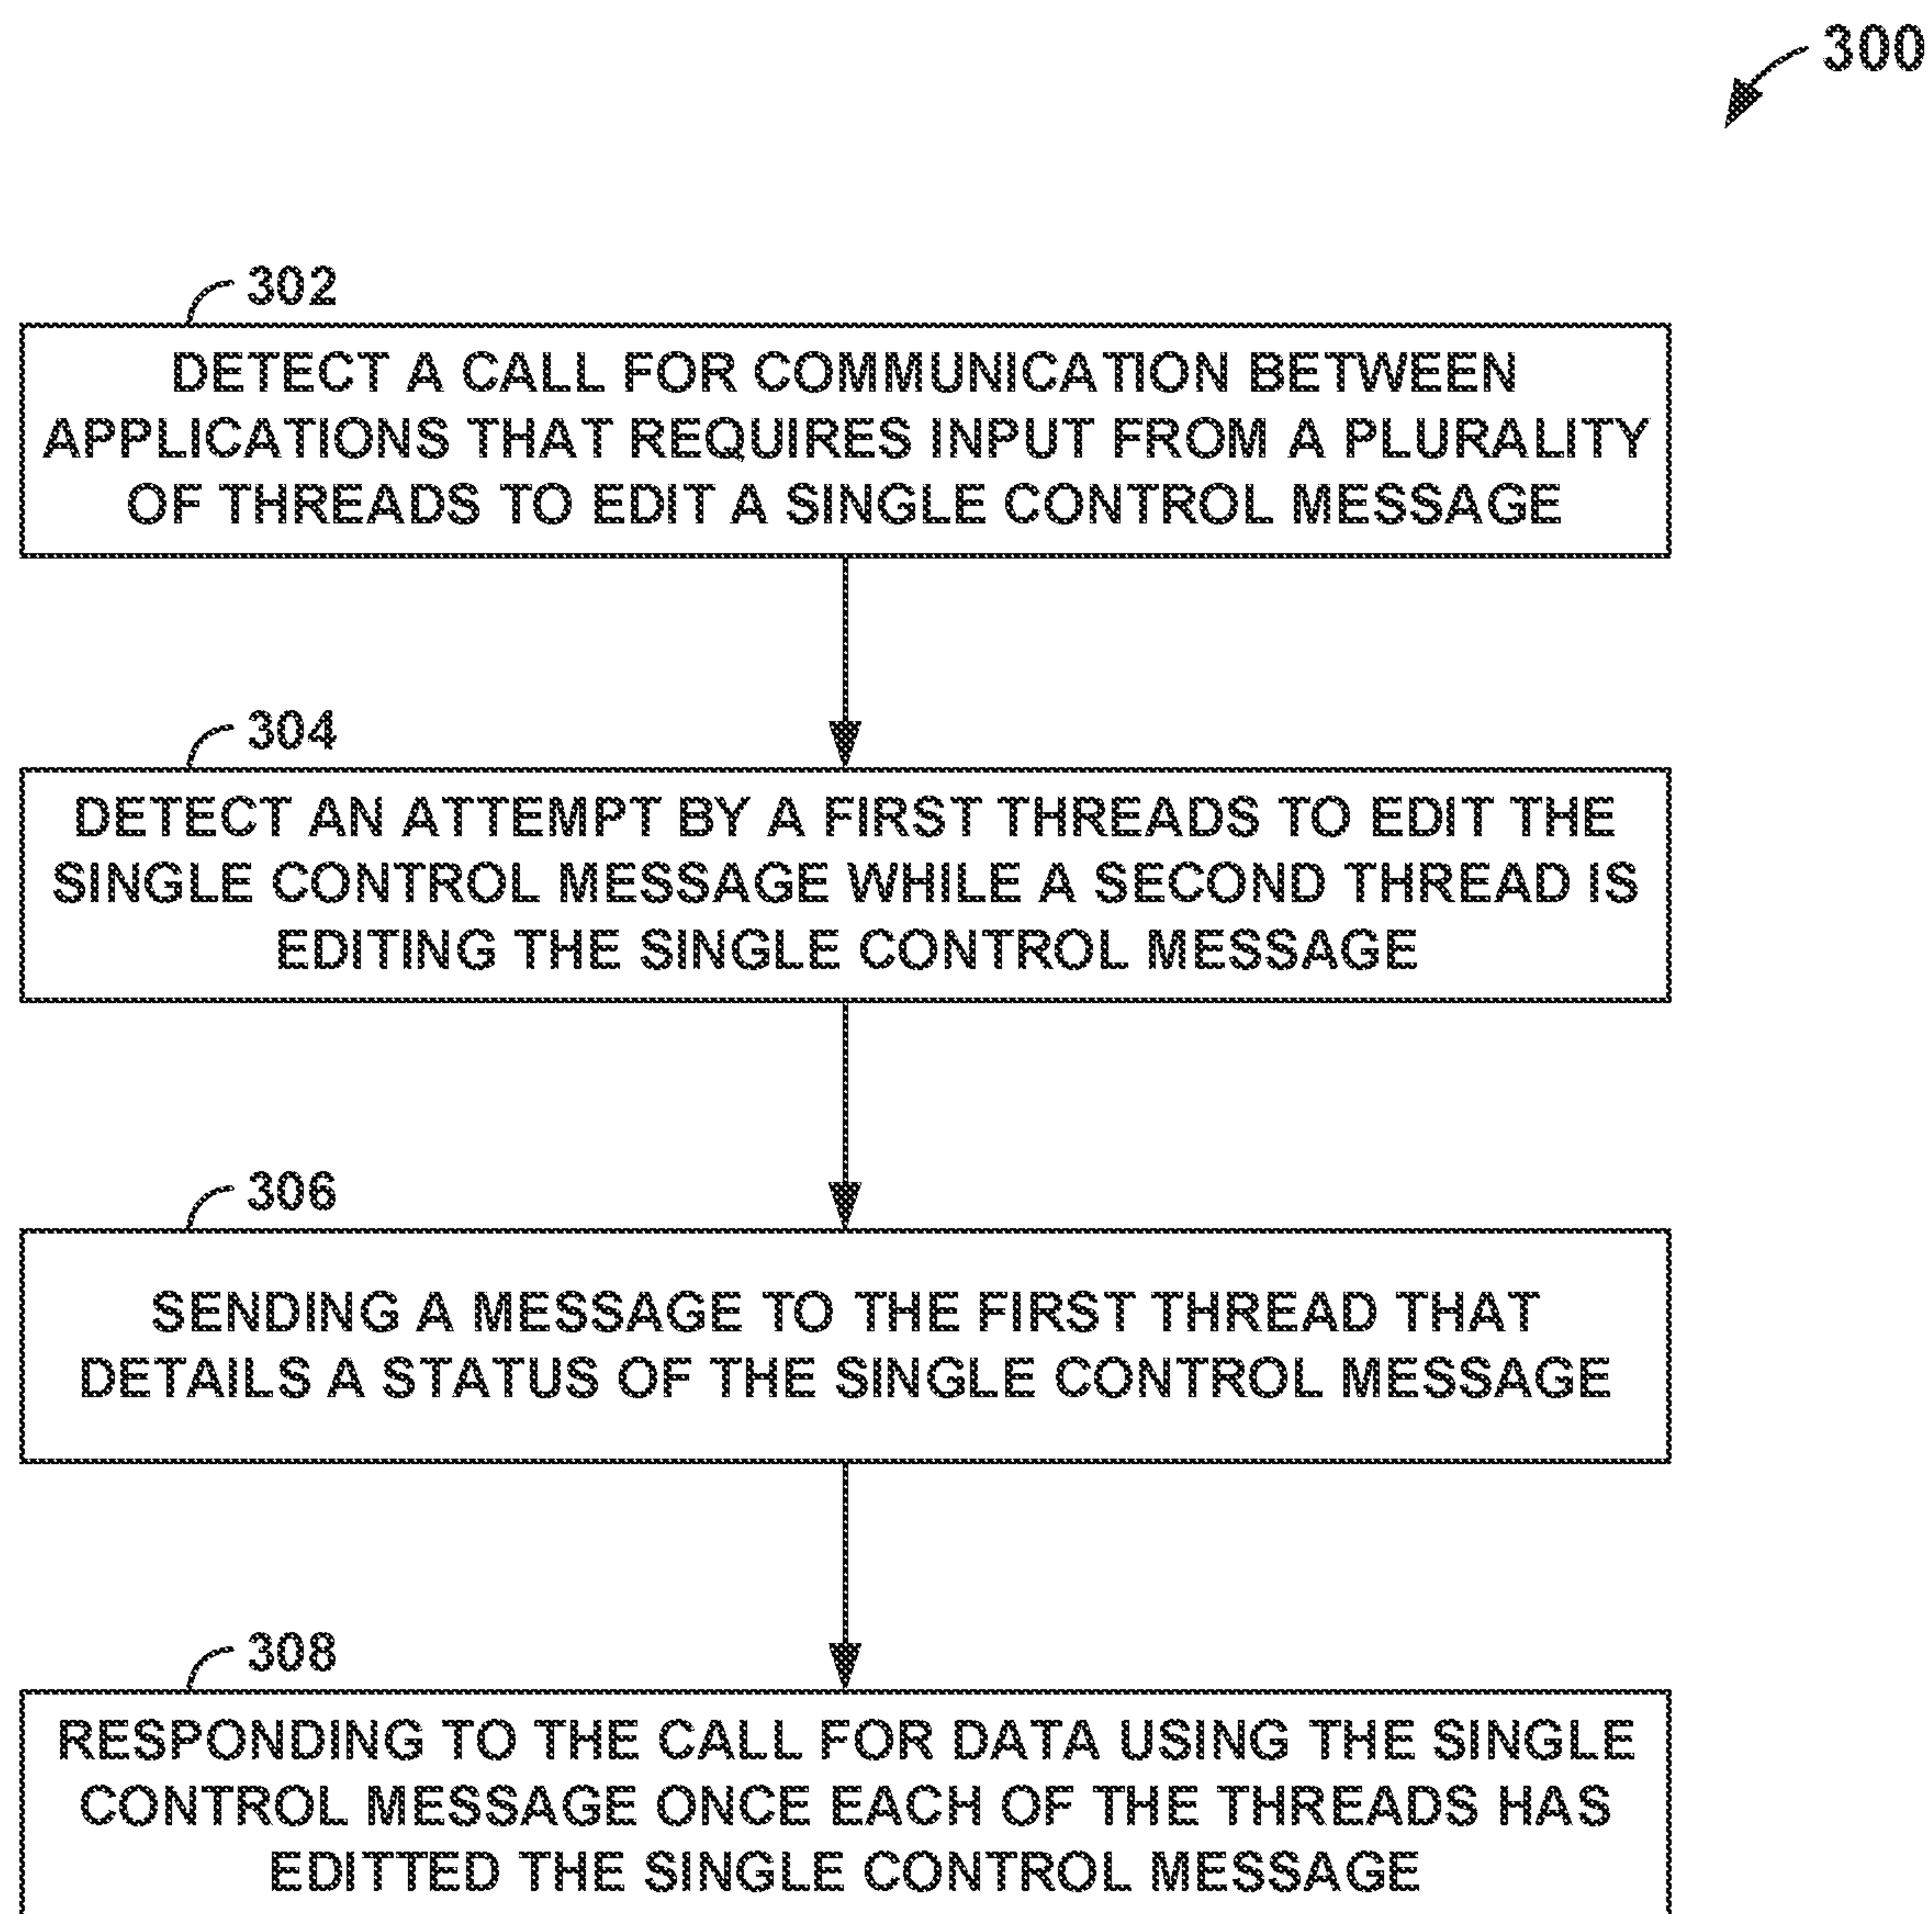 300
302
DETECT A CALL FOR COMMUNICATION BETWEEN
APPLICATIONS THAT REQUIRES INPUT FROM A PLURALITY
OF THREADS TO EDIT A SINGLE CONTROL MESSAGE
304
DETECT AN ATTEMPT BY A FIRST THREADS TO EDIT THE
SINGLE CONTROL MESSAGE WHILE A SECOND THREAD IS
EDITING THE SINGLE CONTROL MESSAGE
306
SENDING A MESSAGE TO THE FIRST THREAD THAT
DETAILS A STATUS OF THE SINGLE CONTROL MESSAGE
308
RESPONDING TO THE CALL FOR DATA USING THE SINGLE
CONTROL MESSAGE ONCE EACH OF THE THREADS HAS
EDITTED THE SINGLE CONTROL MESSAGE